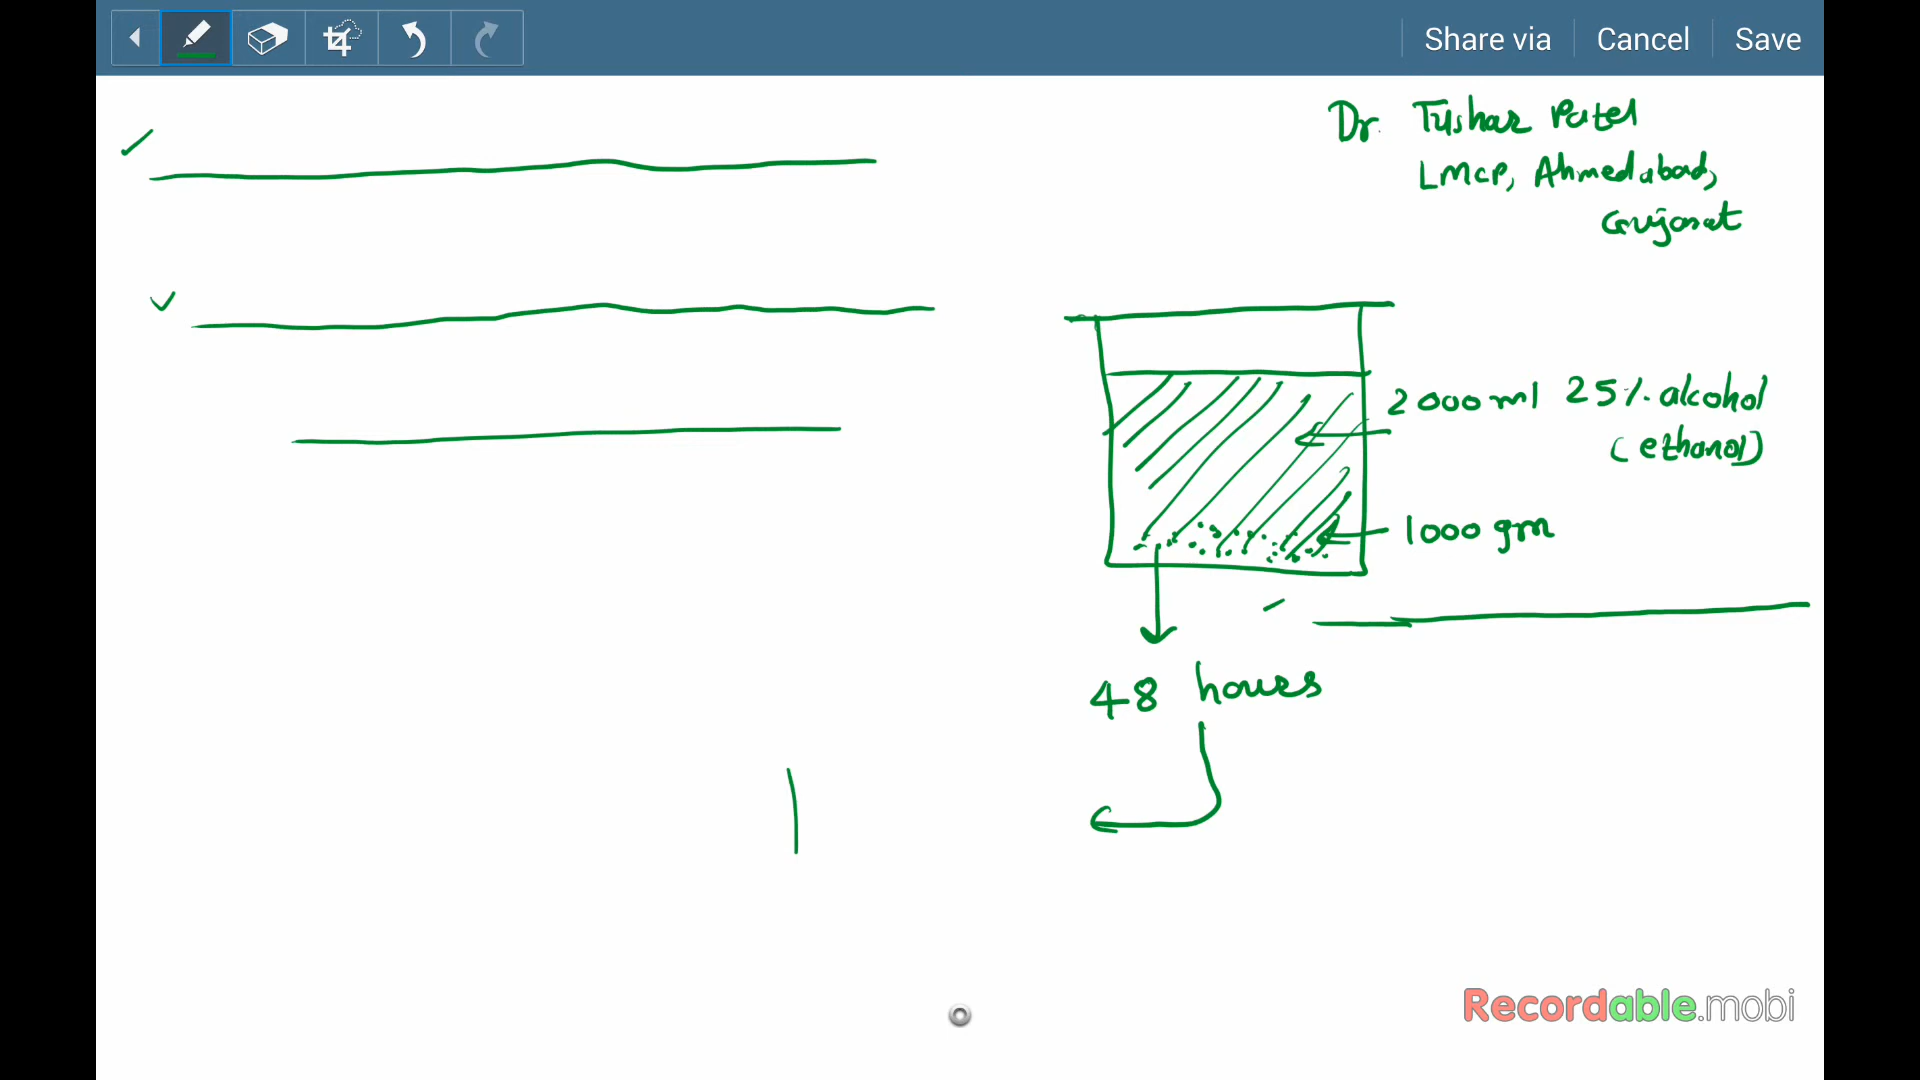 Share via Cancel Save
Dr. Tushar Patel
LMCP, Ahmedabad,
Gujarat
2000 ml 25% alcohol
(ethanol)
1000 gm
48 hours
Recordable.mobi